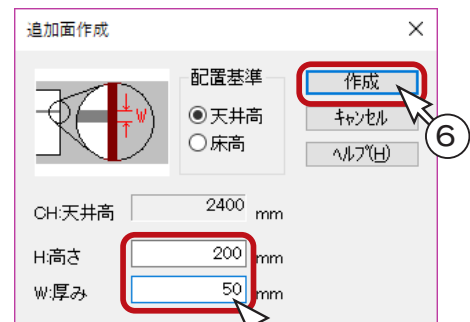 追加面作成
W
配置基準
天井高
床高
作成
キャンセル
ヘルプ(H)
⑥
CH:天井高 2400 mm
H:高さ 200 mm
W:厚み 50 mm